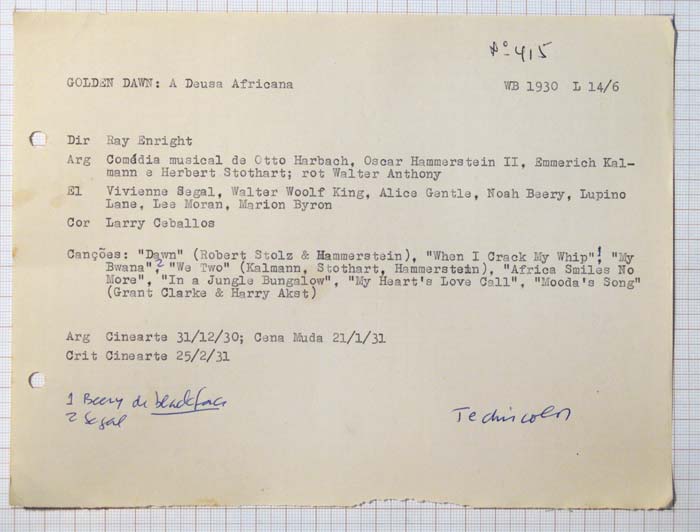 Nº 415
GOLDEN DAWN: A Deusa Africana WB 1930 L 14/6
Dir Ray Enright
Arg Comédia musical de Otto Harbach, Oscar Hammerstein II, Emmerich Kal-
mann e Herbert Stothart; rot Walter Anthony
El Vivienne Segal, Walter Woolf King, Alice Gentle, Noah Beery, Lupino
Lane, Lee Moran, Marion Byron
Cor Larry Ceballos
Canções: "Dawn" (Robert Stolz & Hammerstein), "When I Crack My Whip"1, "My
Bwana"2, "We Two" (Kalmann, Stothart, Hammerstein), "Africa Smiles No
More", "In a Jungle Bungalow", "My Heart's Love Call", "Mooda's Song"
(Grant Clarke & Harry Akst)
Arg Cinearte 31/12/30; Cena Muda 21/1/31
Crit Cinearte 25/2/31
1 Beery de blackface
2 Segal
Technicolor